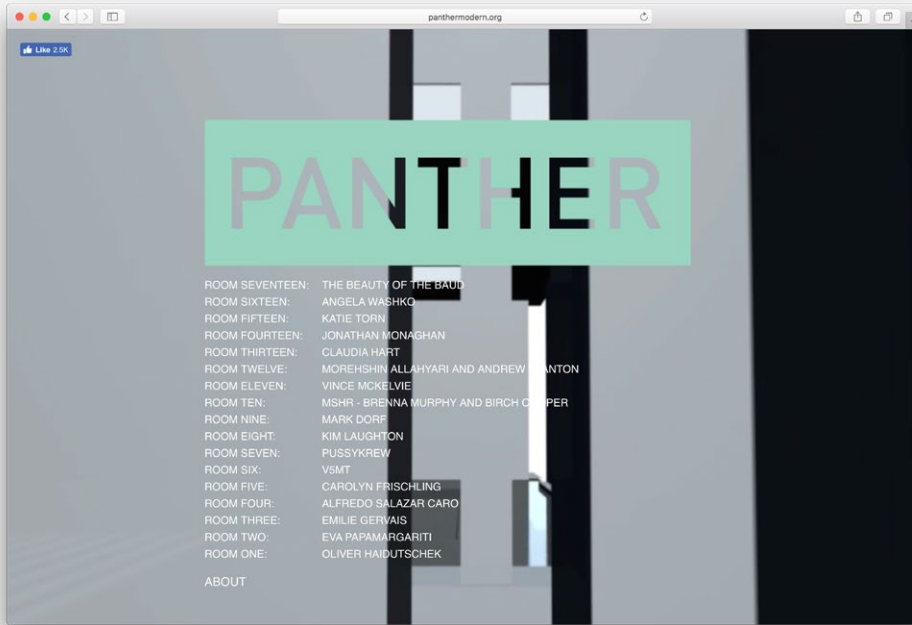 panthermodern.org
Like 2.5K
PANTHER
ROOM SEVENTEEN: THE BEAUTY OF THE BAUD
ROOM SIXTEEN: ANGELA WASHKO
ROOM FIFTEEN: KATIE TORN
ROOM FOURTEEN: JONATHAN MONAGHAN
ROOM THIRTEEN: CLAUDIA HART
ROOM TWELVE: MOREHSHIN ALLAHYARI AND ANDREW
ROOM ELEVEN: VINCE MCKELVIE
ROOM TEN: MSHR - BRENNA MURPHY AND BIRCH
ROOM NINE: MARK DORF
ROOM EIGHT: KIM LAUGHTON
ROOM SEVEN: PUSSYKREW
ROOM SIX: V5MT
ROOM FIVE: CAROLYN FRISCHLING
ROOM FOUR: ALFREDO SALAZAR CARO
ROOM THREE: EMILIE GERVAIS
ROOM TWO: EVA PAPAMARGARITI
ROOM ONE: OLIVER HAIDUTSCHEK
ABOUT